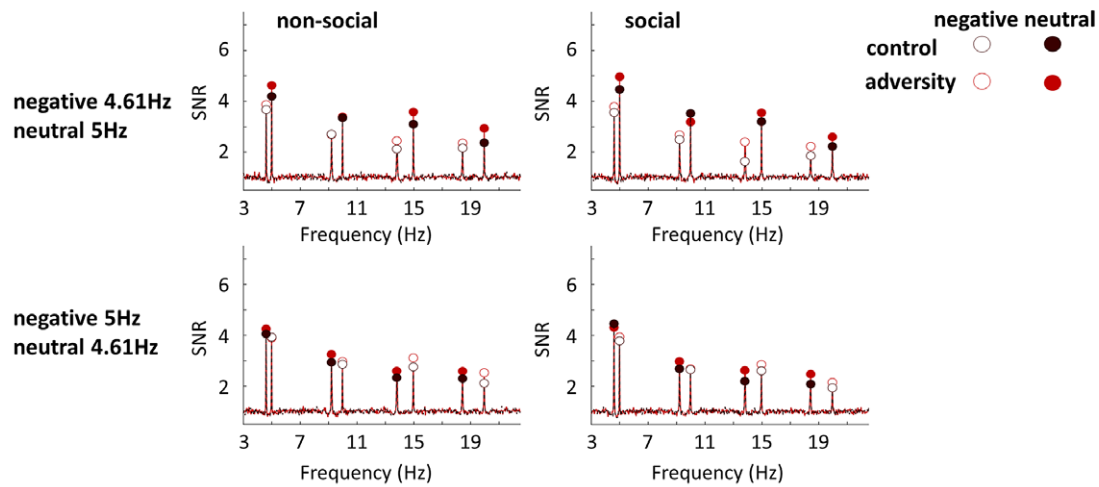 non-social
social
negative neutral
control
adversity
negative 4.61Hz
neutral 5Hz
SNR
6
4
2
3 7 11 15 19
Frequency (Hz)
SNR
6
4
2
3 7 11 15 19
Frequency (Hz)
negative 5Hz
neutral 4.61Hz
SNR
6
4
2
3 7 11 15 19
Frequency (Hz)
SNR
6
4
2
3 7 11 15 19
Frequency (Hz)